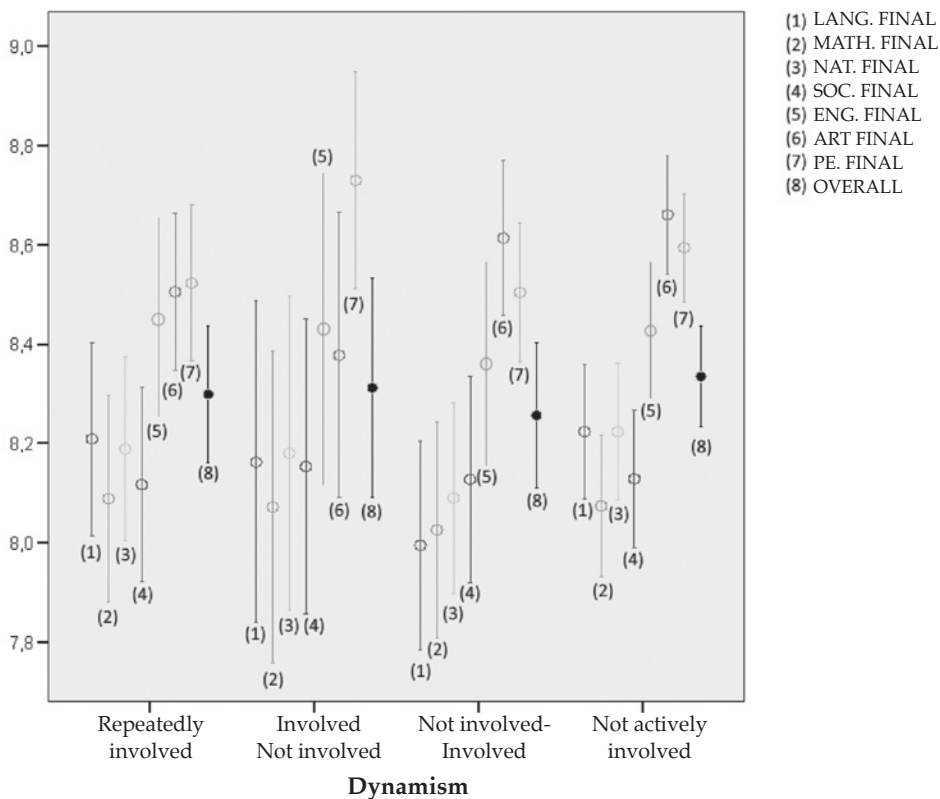 (1) LANG. FINAL
(2) MATH. FINAL
(3) NAT. FINAL
(4) SOC. FINAL
(5) ENG. FINAL
(6) ART FINAL
(7) PE. FINAL
(8) OVERALL
9,0
8,8
8,6
8,4
8,2
8,0
7,8
(1)
(2)
(3)
(4)
(5)
(6)
(7)
(8)
(1)
(2)
(3)
(4)
(5)
(6)
(7)
(8)
(1)
(2)
(3)
(4)
(5)
(6)
(7)
(8)
(1)
(2)
(3)
(4)
(5)
(6)
(7)
(8)
Repeatedly
involved
Involved
Not involved
Not involved-
Involved
Not actively
involved
Dynamism